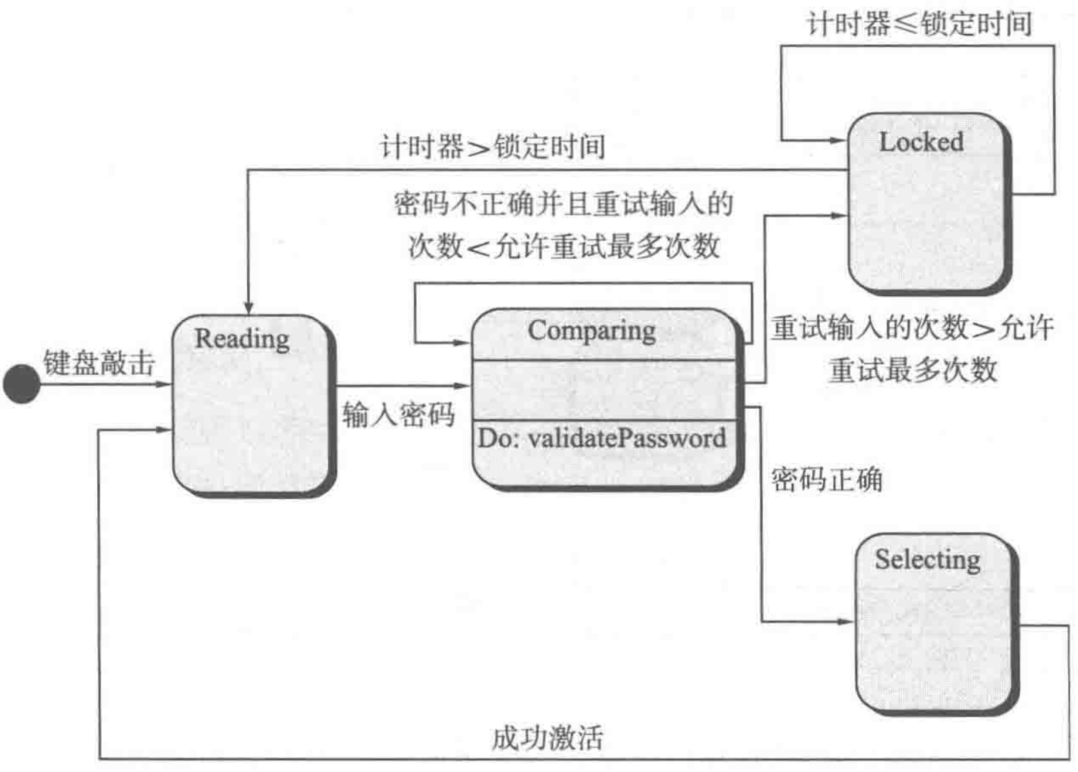 计时器≤锁定时间
Locked
计时器>锁定时间
密码不正确并且重试输入的
次数<允许重试最多次数
Reading
Comparing
重试输入的次数>允许
重试最多次数
键盘敲击
输入密码
Do: validatePassword
密码正确
Selecting
成功激活